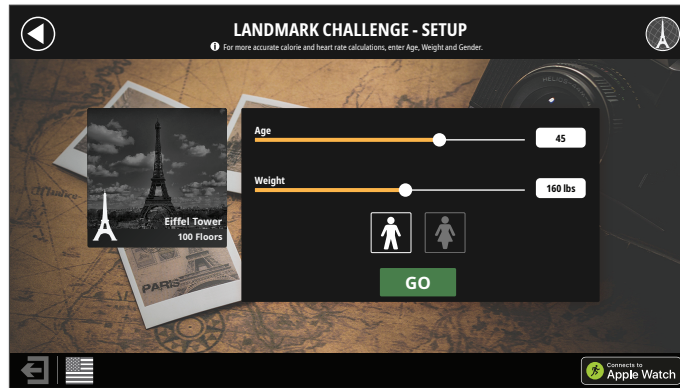 LANDMARK CHALLENGE - SETUP
For more accurate calorie and heart rate calculations, enter Age, Weight and Gender.
HELIOS
Age
45
Weight
160 lbs
Eiffel Tower
100 Floors
GO
PARIS
Connects to
Apple Watch